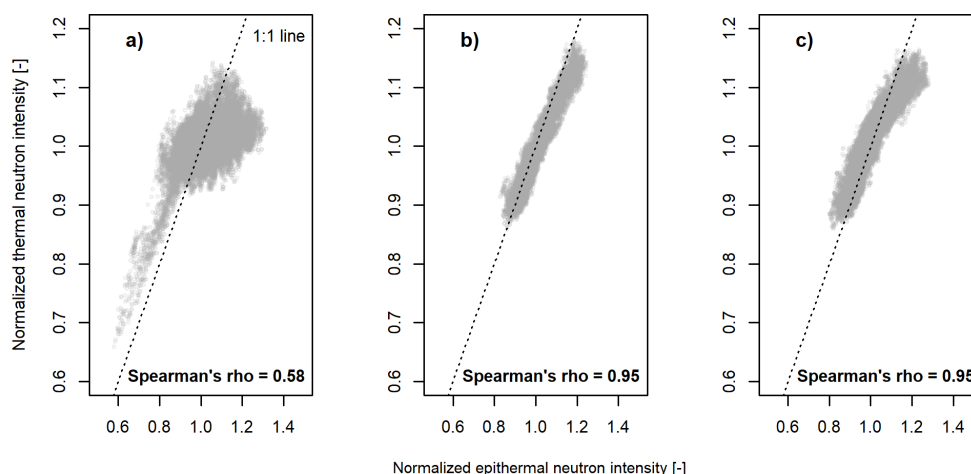 Normalized thermal neutron intensity [-]
a)
1:1 line
Spearman's rho = 0.58
0.6 0.7 0.8 0.9 1.0 1.1 1.2
0.6 0.8 1.0 1.2 1.4
b)
Spearman's rho = 0.95
0.6 0.7 0.8 0.9 1.0 1.1 1.2
0.6 0.8 1.0 1.2 1.4
c)
Spearman's rho = 0.95
0.6 0.7 0.8 0.9 1.0 1.1 1.2
0.6 0.8 1.0 1.2 1.4
Normalized epithermal neutron intensity [-]